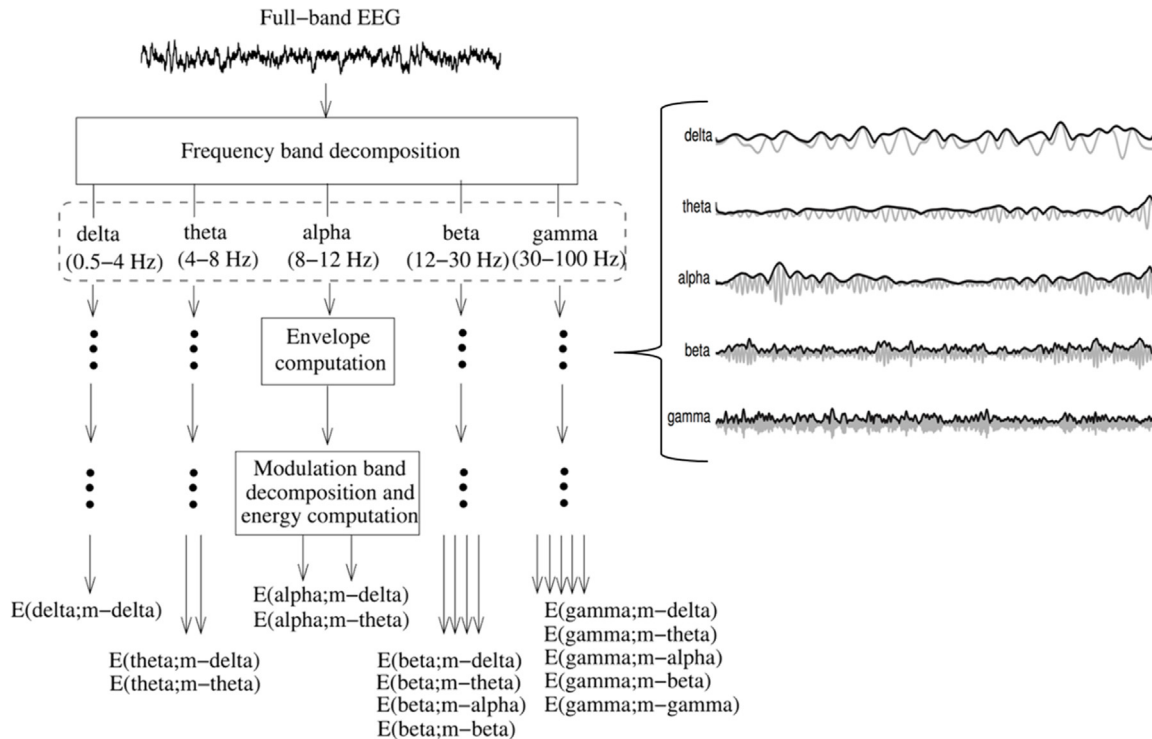 Full−band EEG
Frequency band decomposition
delta
(0.5−4 Hz)
theta
(4−8 Hz)
alpha
(8−12 Hz)
beta
(12−30 Hz)
gamma
(30−100 Hz)
Envelope
computation
Modulation band
decomposition and
energy computation
E(delta;m−delta)
E(theta;m−delta)
E(theta;m−theta)
E(alpha;m−delta)
E(alpha;m−theta)
E(beta;m−delta)
E(beta;m−theta)
E(beta;m−alpha)
E(beta;m−beta)
E(gamma;m−delta)
E(gamma;m−theta)
E(gamma;m−alpha)
E(gamma;m−beta)
E(gamma;m−gamma)
delta
theta
alpha
beta
gamma